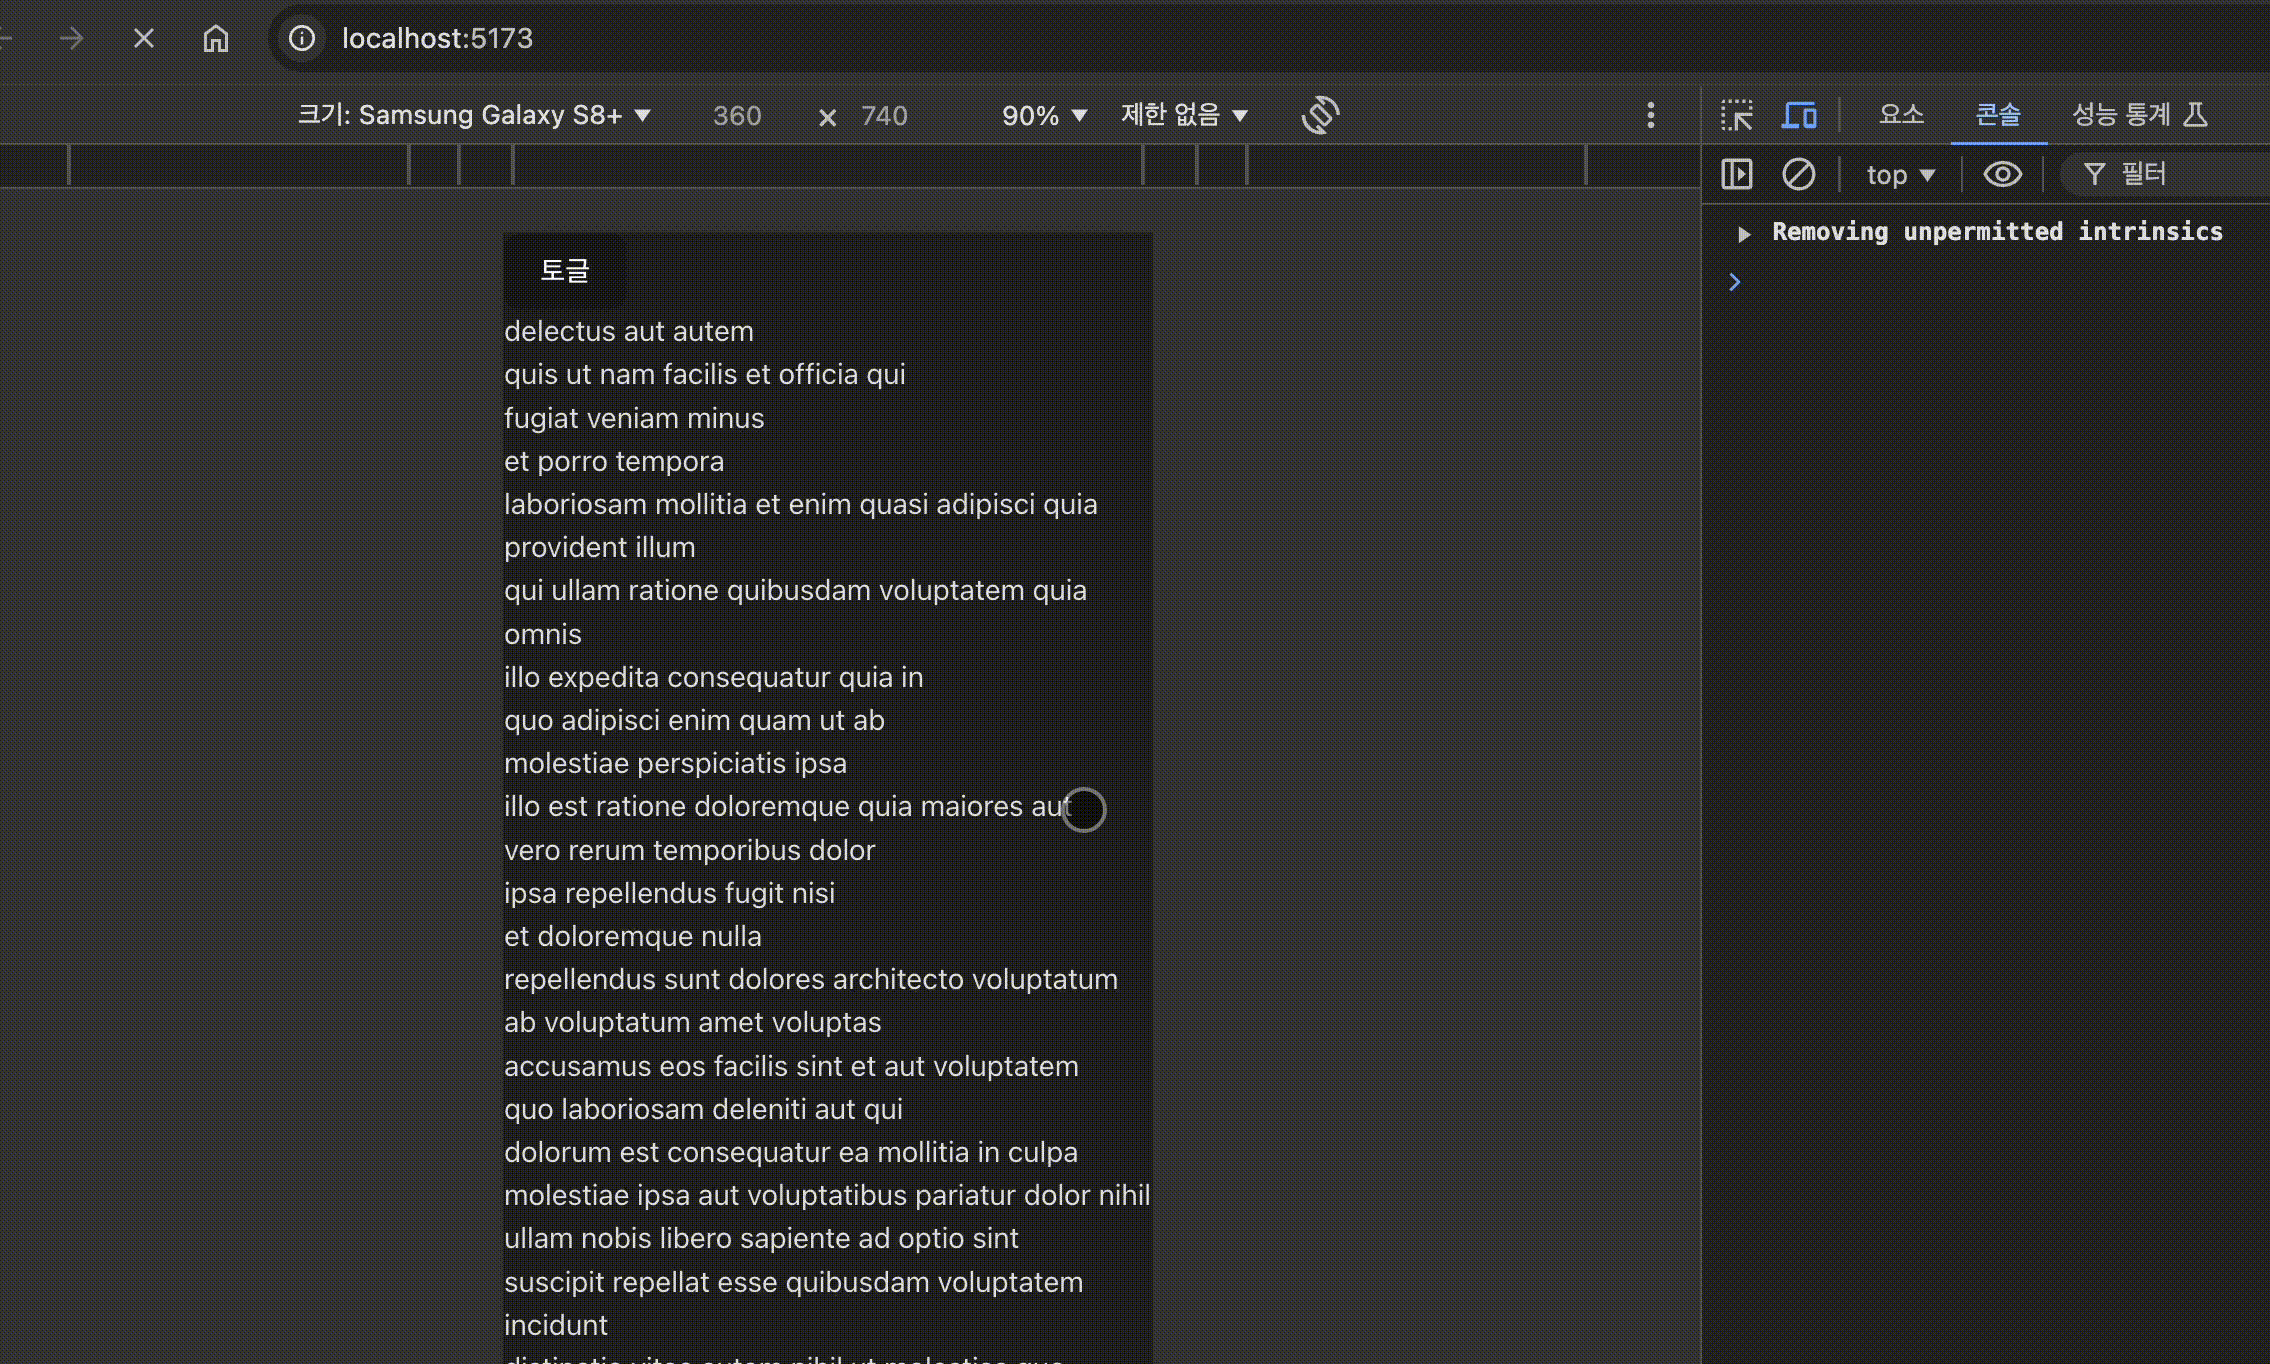 localhost:5173
크기: Samsung Galaxy S8+ 360 × 740 90% 제한 없음
요소 콘솔 성능 통계
top 필터
Removing unpermitted intrinsics
토글
delectus aut autem
quis ut nam facilis et officia qui
fugiat veniam minus
et porro tempora
laboriosam mollitia et enim quasi adipisci quia
provident illum
qui ullam ratione quibusdam voluptatem quia
omnis
illo expedita consequatur quia in
quo adipisci enim quam ut ab
molestiae perspiciatis ipsa
illo est ratione doloremque quia maiores aut
vero rerum temporibus dolor
ipsa repellendus fugit nisi
et doloremque nulla
repellendus sunt dolores architecto voluptatum
ab voluptatum amet voluptas
accusamus eos facilis sint et aut voluptatem
quo laboriosam deleniti aut qui
dolorum est consequatur ea mollitia in culpa
molestiae ipsa aut voluptatibus pariatur dolor nihil
ullam nobis libero sapiente ad optio sint
suscipit repellat esse quibusdam voluptatem
incidunt